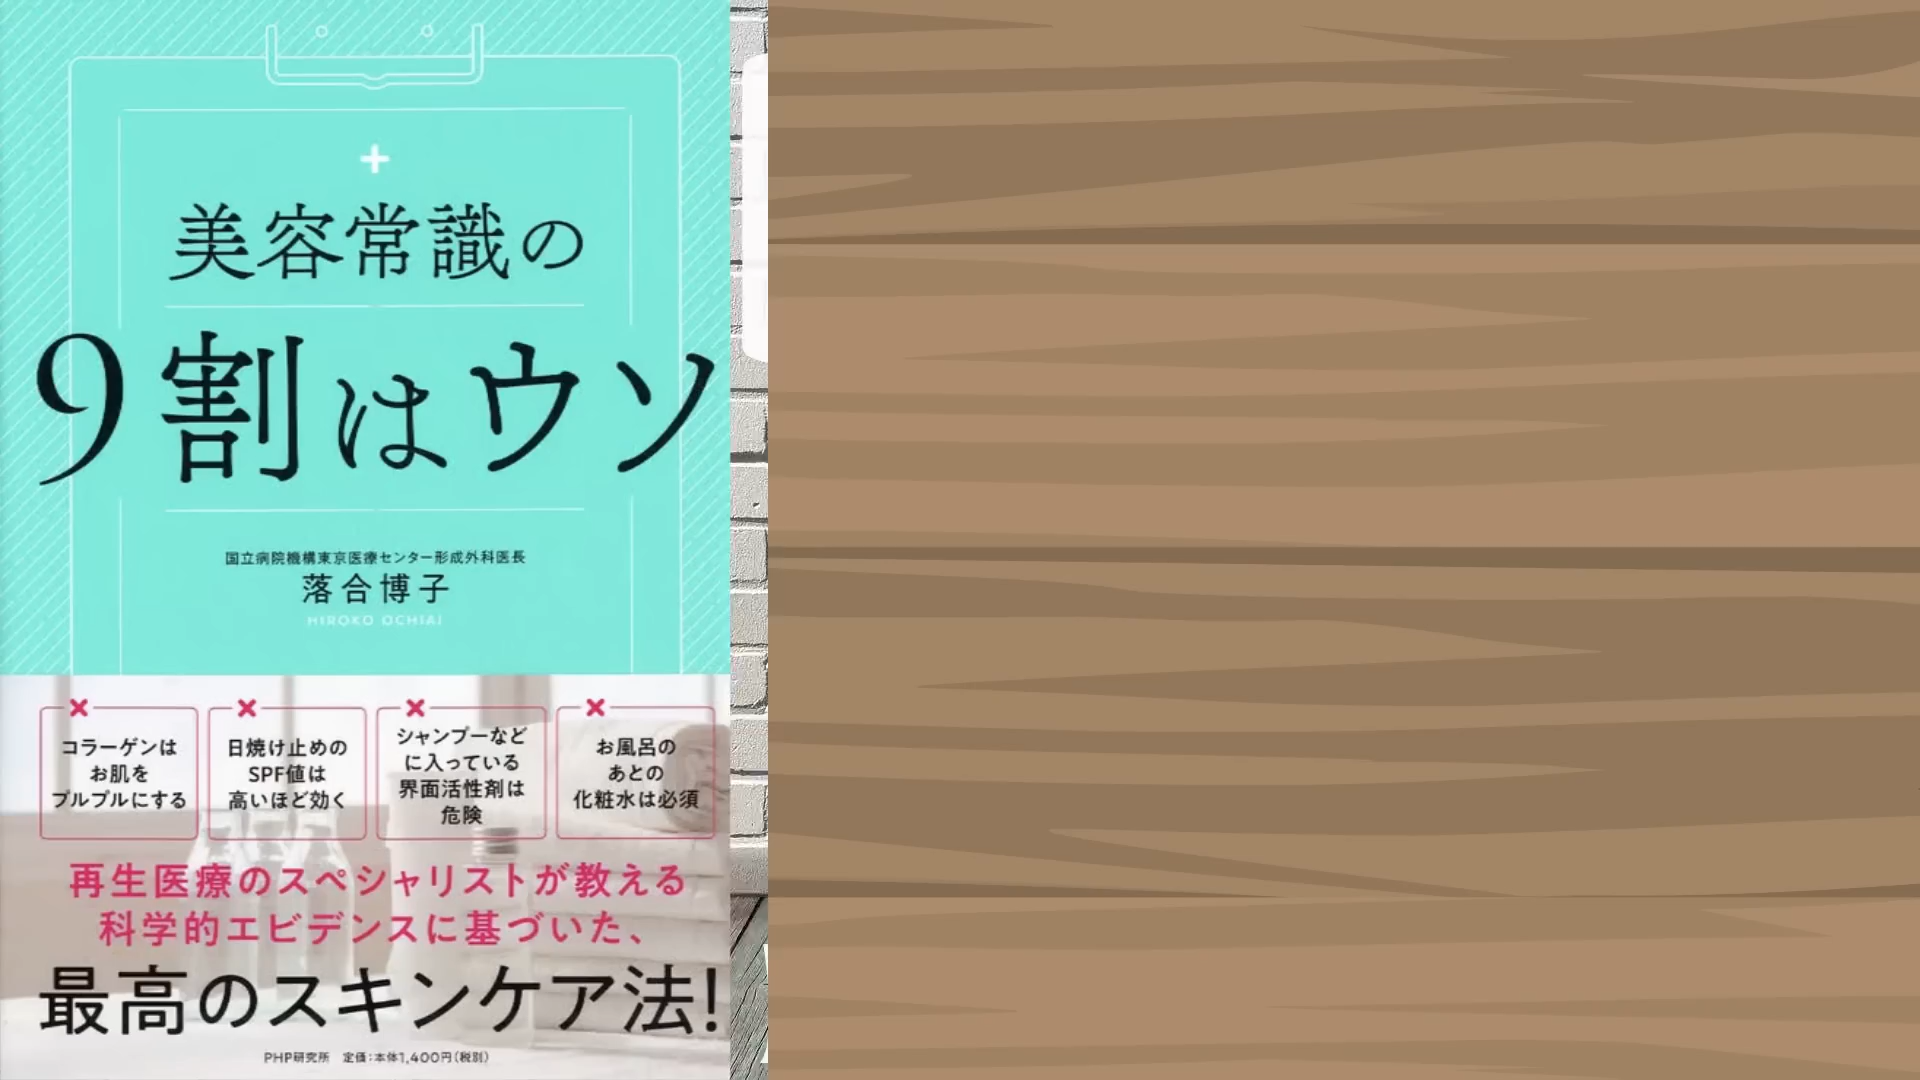 美容常識の
9割はウソ
国立病院機構東京医療センター形成外科医長
落合博子
HIROKO OCHIAI
コラーゲンは
お肌を
プルプルにする
日焼け止めの
SPF値は
高いほど効く
シャンプーなど
に入っている
界面活性剤は
危険
お風呂の
あとの
化粧水は必須
再生医療のスペシャリストが教える
科学的エビデンスに基づいた、
最高のスキンケア法!
PHP研究所 定価:本体1,400円(税別)